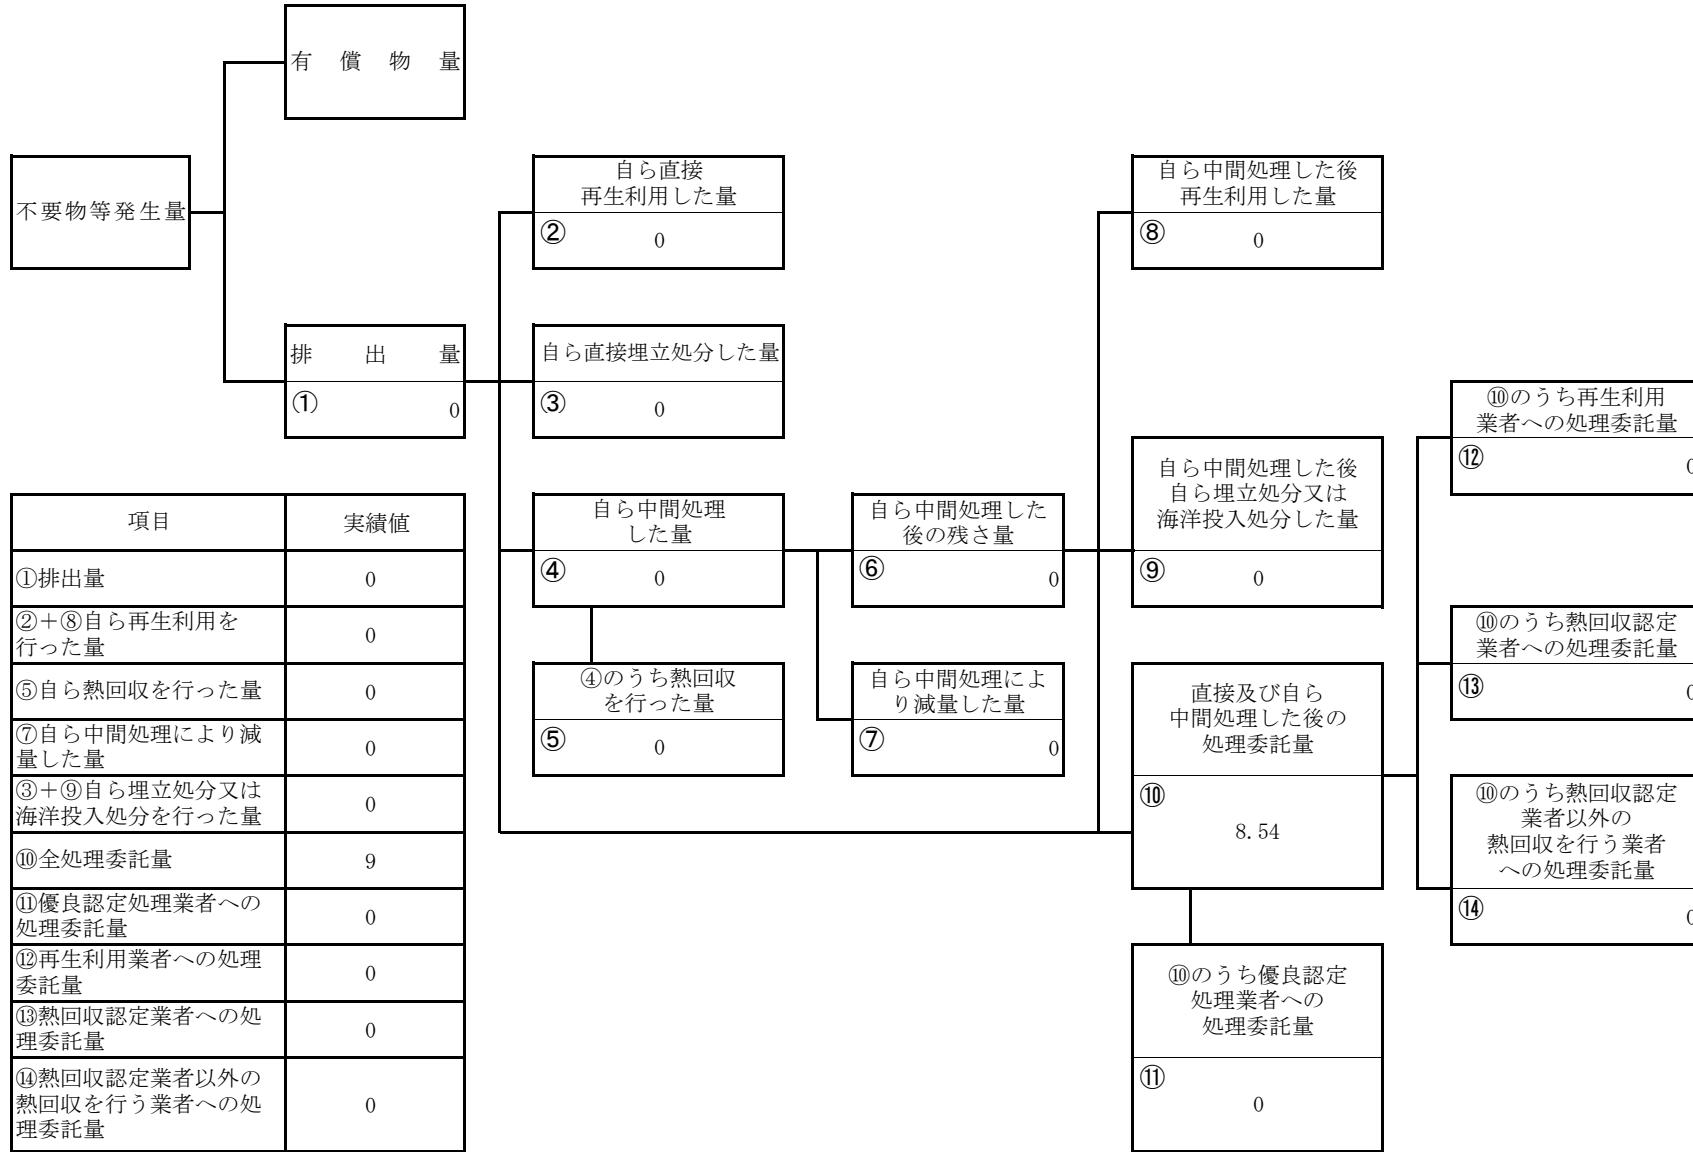 有償物量
不要物等発生量
自ら直接
再生利用した量
② 0
自ら中間処理した後
再生利用した量
⑧ 0
排出量
① 0
自ら直接埋立処分した量
③ 0
⑩のうち再生利用
業者への処理委託量
⑫ 0
自ら中間処理
した量
④ 0
自ら中間処理した
後の残さ量
⑥ 0
自ら中間処理した後
自ら埋立処分又は
海洋投入処分した量
⑨ 0
⑩のうち熱回収認定
業者への処理委託量
⑬ 0
④のうち熱回収
を行った量
⑤ 0
自ら中間処理によ
り減量した量
⑦ 0
直接及び自ら
中間処理した後の
処理委託量
⑩
8.54
⑩のうち熱回収認定
業者以外の
熱回収を行う業者
への処理委託量
⑭ 0
⑩のうち優良認定
処理業者への
処理委託量
⑪
0
項目 実績値
①排出量 0
②+⑧自ら再生利用を
行った量 0
⑤自ら熱回収を行った量 0
⑦自ら中間処理により減
量した量 0
③+⑨自ら埋立処分又は
海洋投入処分を行った量 0
⑩全処理委託量 9
⑪優良認定処理業者への
処理委託量 0
⑫再生利用業者への処理
委託量 0
⑬熱回収認定業者への処
理委託量 0
⑭熱回収認定業者以外の
熱回収を行う業者への処
理委託量 0